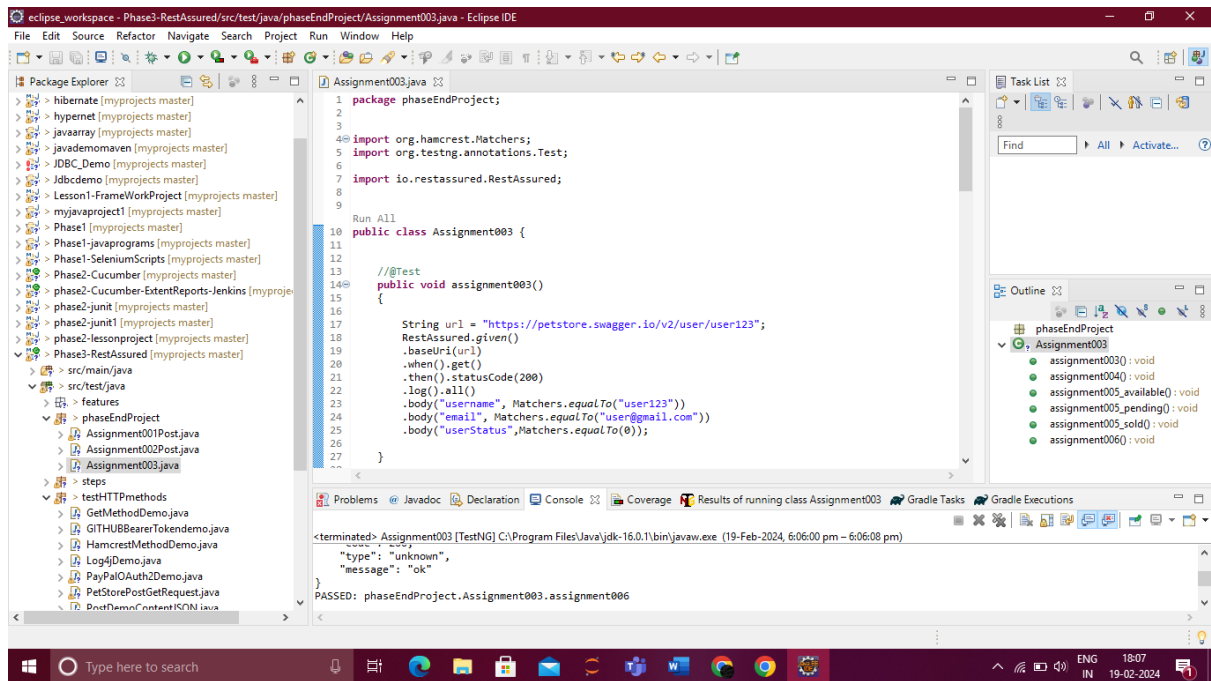 eclipse_workspace - Phase3-RestAssured/src/test/java/phaseEndProject/Assignment003.java - Eclipse IDE
File Edit Source Refactor Navigate Search Project Run Window Help
Package Explorer
> hibernate [myprojects master]
> hypernet [myprojects master]
> javaarray [myprojects master]
> javademomaven [myprojects master]
> JDBC_Demo [myprojects master]
> Jdbcdemo [myprojects master]
> Lesson1-FrameWorkProject [myprojects master]
> myjavaproject1 [myprojects master]
> Phase1 [myprojects master]
> Phase1-javaprograms [myprojects master]
> Phase1-SeleniumScripts [myprojects master]
> Phase2-Cucumber [myprojects master]
> phase2-Cucumber-ExtentReports-Jenkins [myproje
> phase2-junit [myprojects master]
> phase2-junit1 [myprojects master]
> phase2-lessonproject [myprojects master]
> Phase3-RestAssured [myprojects master]
> src/main/java
> src/test/java
> features
> phaseEndProject
> Assignment001Post.java
> Assignment002Post.java
> Assignment003.java
> steps
> testHTTPmethods
> GetMethodDemo.java
> GITHUBBearerTokendemo.java
> HamcrestMethodDemo.java
> Log4jDemo.java
> PayPalOAuth2Demo.java
> PetStorePostGetRequest.java
> PostDemoContentJSON.java
Assignment003.java
1 package phaseEndProject;
2
3
4 import org.hamcrest.Matchers;
5 import org.testng.annotations.Test;
6
7 import io.restassured.RestAssured;
8
9
Run All
10 public class Assignment003 {
11
12
13 //@Test
14 public void assignment003()
15 {
16
17 String url = "https://petstore.swagger.io/v2/user/user123";
18 RestAssured.given()
19 .baseUri(url)
20 .when().get()
21 .then().statusCode(200)
22 .log().all()
23 .body("username", Matchers.equalTo("user123"))
24 .body("email", Matchers.equalTo("user@gmail.com"))
25 .body("userStatus",Matchers.equalTo(0));
26
27 }
Task List
Find All Activate...
Outline
phaseEndProject
Assignment003
assignment003() : void
assignment004() : void
assignment005_available() : void
assignment005_pending() : void
assignment005_sold() : void
assignment006() : void
Problems @ Javadoc Declaration Console Coverage Results of running class Assignment003 Gradle Tasks Gradle Executions
<terminated> Assignment003 [TestNG] C:\Program Files\Java\jdk-16.0.1\bin\javaw.exe (19-Feb-2024, 6:06:00 pm – 6:06:08 pm)
"type": "unknown",
"message": "ok"
}
PASSED: phaseEndProject.Assignment003.assignment006
Type here to search
ENG
IN
18:07
19-02-2024